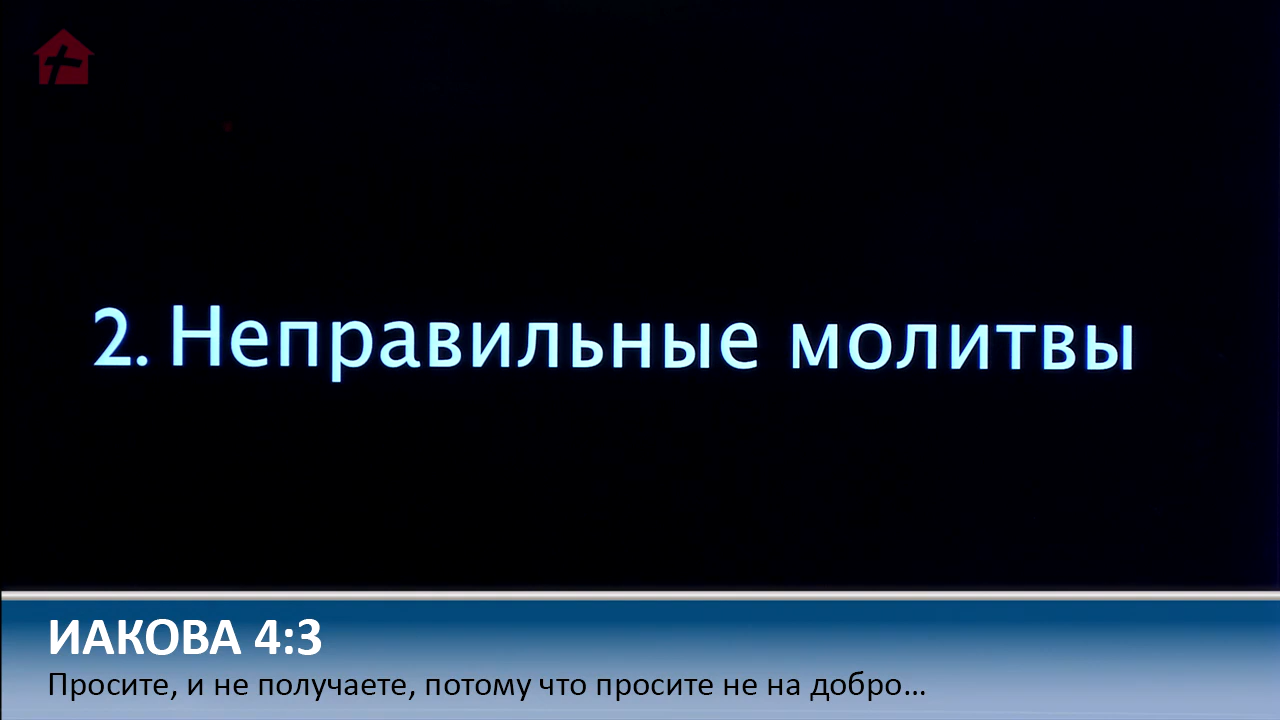 2. Неправильные молитвы
ИАКОВА 4:3
Просите, и не получаете, потому что просите не на добро...